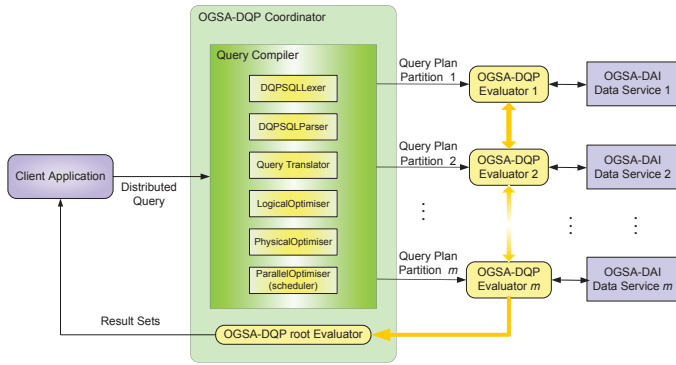 OGSA-DQP Coordinator
Query Compiler
DQPSQLLexer
DQPSQLParser
Query Translator
LogicalOptimiser
PhysicalOptimiser
ParallelOptimiser
(scheduler)
OGSA-DQP root Evaluator
Client Application
Distributed
Query
Result Sets
Query Plan
Partition 1
Query Plan
Partition 2
⋮
Query Plan
Partition m
OGSA-DQP
Evaluator 1
OGSA-DQP
Evaluator 2
OGSA-DQP
Evaluator m
OGSA-DAI
Data Service 1
OGSA-DAI
Data Service 2
⋮ ⋮
OGSA-DAI
Data Service m